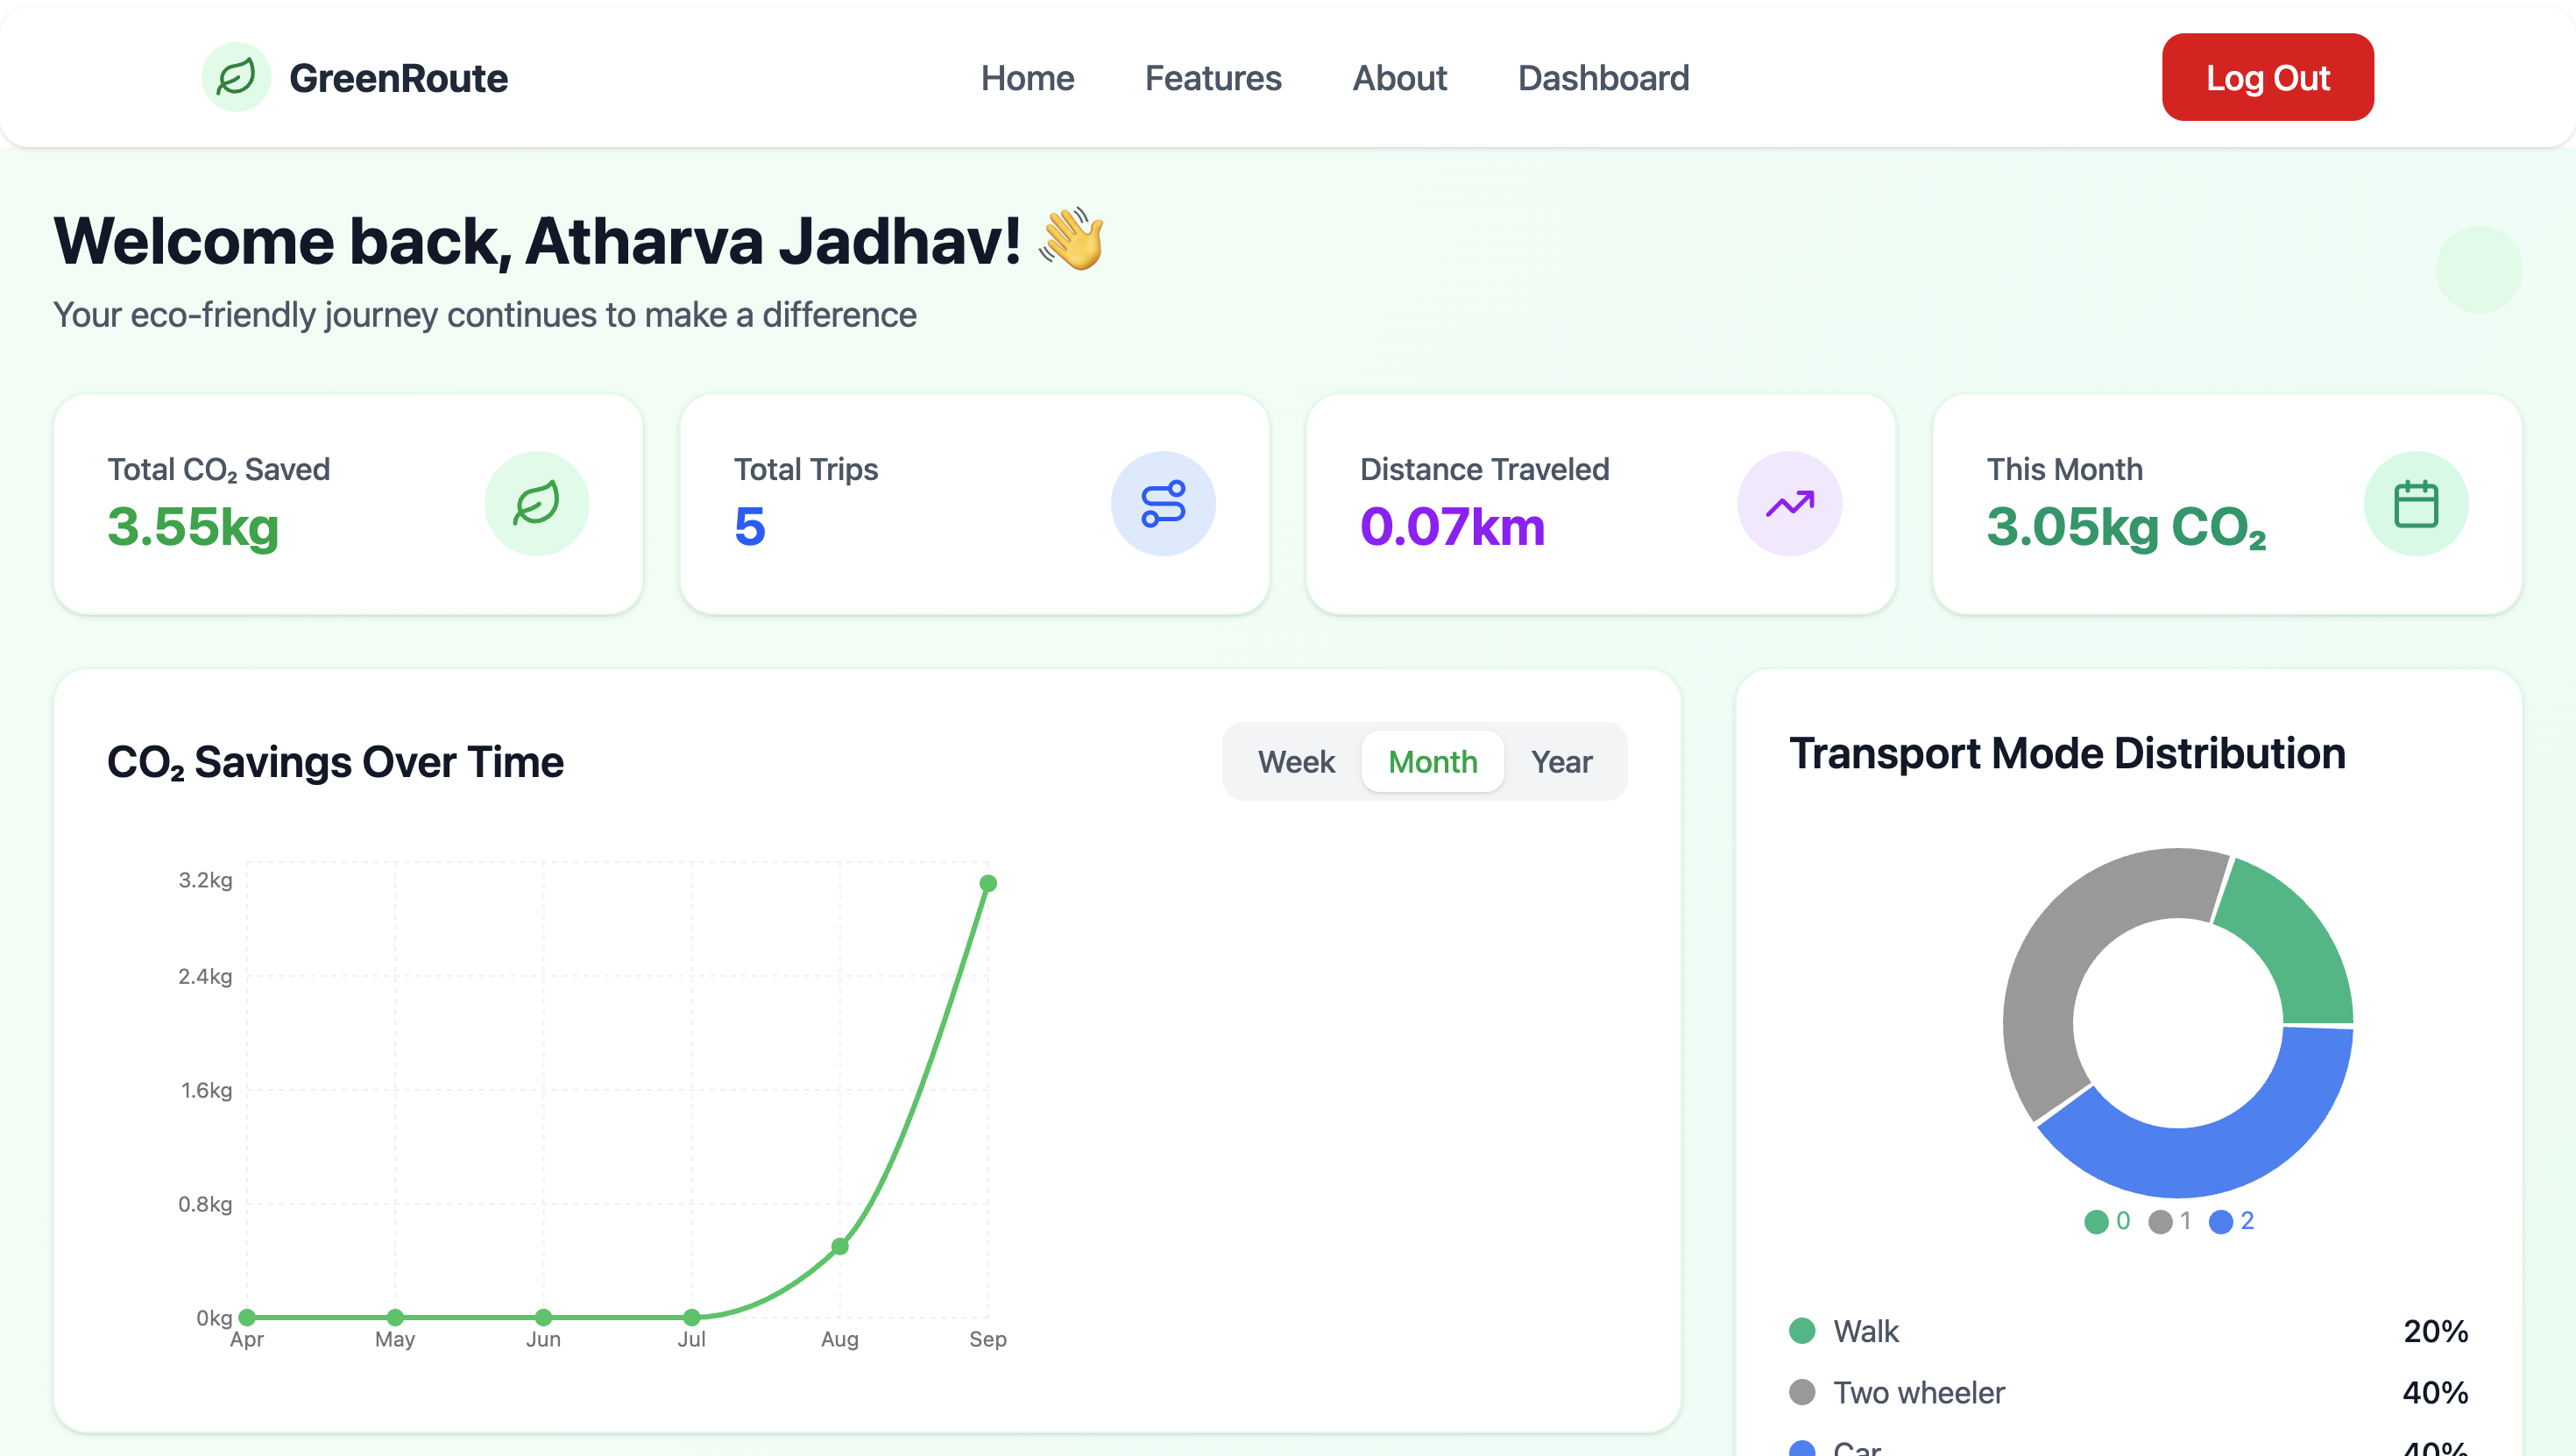 GreenRoute
Home Features About Dashboard
Log Out
Welcome back, Atharva Jadhav! 👋
Your eco-friendly journey continues to make a difference
Total CO₂ Saved
3.55kg
Total Trips
5
Distance Traveled
0.07km
This Month
3.05kg CO₂
CO₂ Savings Over Time
Week Month Year
3.2kg
2.4kg
1.6kg
0.8kg
0kg
Apr May Jun Jul Aug Sep
Transport Mode Distribution
0 1 2
Walk 20%
Two wheeler 40%
Car 40%